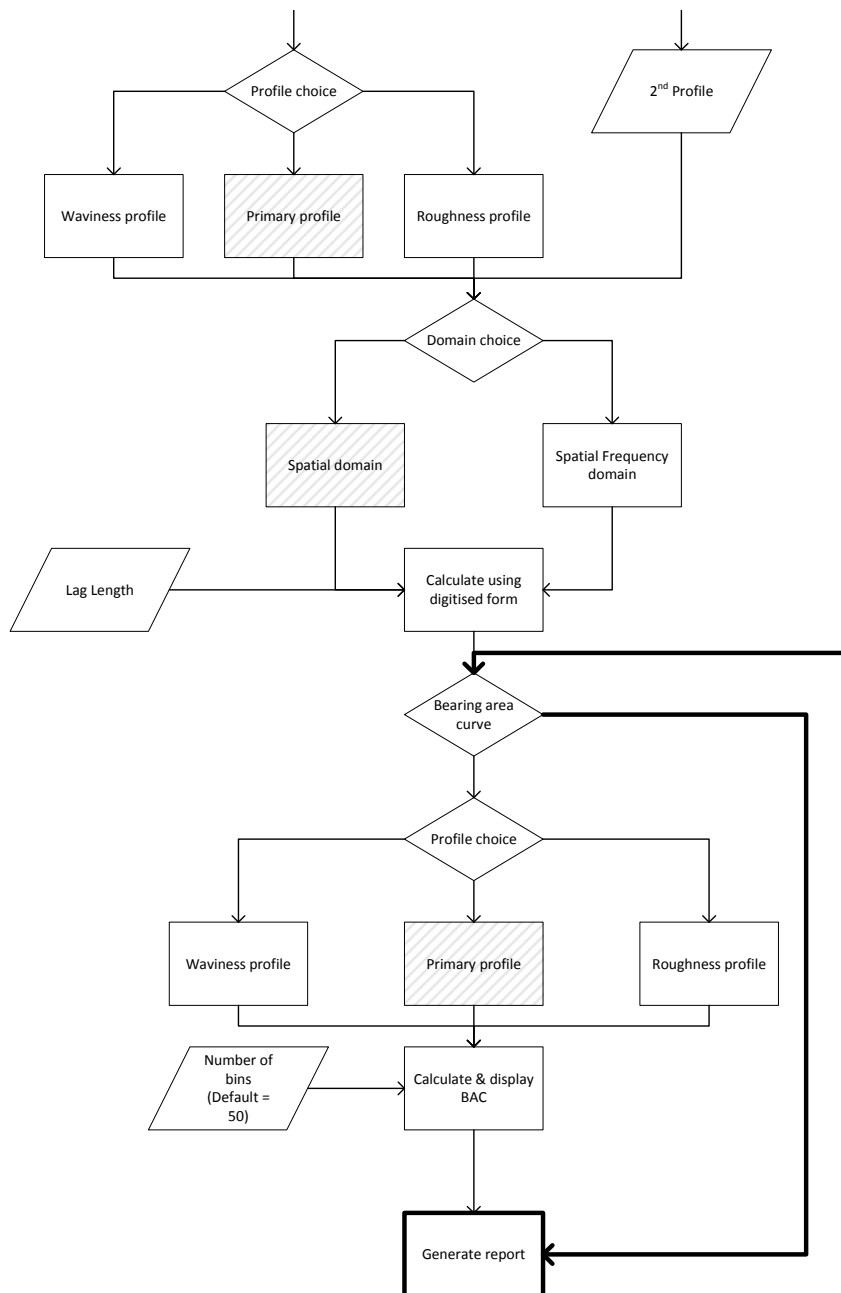 Profile choice
2nd Profile
Waviness profile
Primary profile
Roughness profile
Domain choice
Spatial domain
Spatial Frequency
domain
Lag Length
Calculate using
digitised form
Bearing area
curve
Profile choice
Waviness profile
Primary profile
Roughness profile
Number of
bins
(Default =
50)
Calculate & display
BAC
Generate report